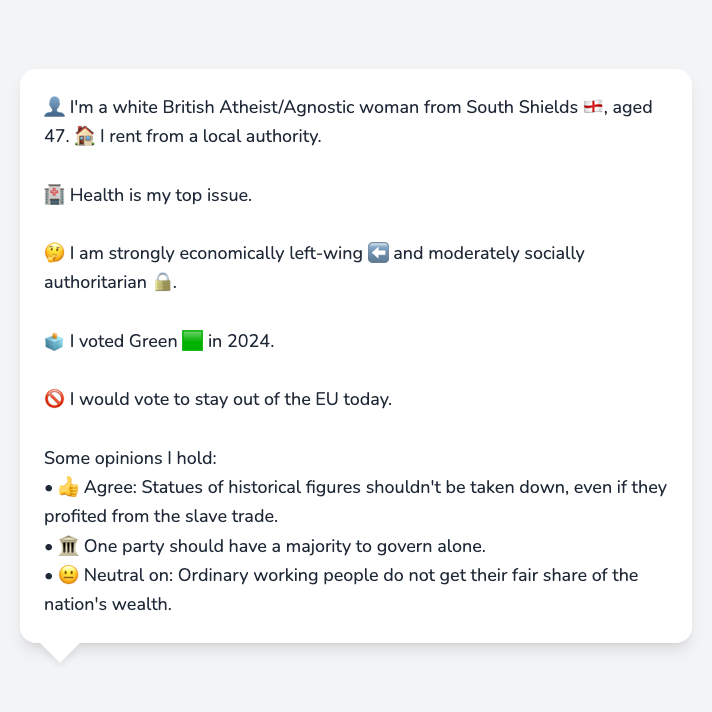 👤 I'm a white British Atheist/Agnostic woman from South Shields 🏴󠁧󠁢󠁥󠁮󠁧󠁿, aged
47. 🏠 I rent from a local authority.
🏥 Health is my top issue.
🤔 I am strongly economically left-wing ⬅️ and moderately socially
authoritarian 🔒.
🗳️ I voted Green 🟩 in 2024.
🚫 I would vote to stay out of the EU today.
Some opinions I hold:
• 👍 Agree: Statues of historical figures shouldn't be taken down, even if they
profited from the slave trade.
• 🏛️ One party should have a majority to govern alone.
• 😐 Neutral on: Ordinary working people do not get their fair share of the
nation's wealth.